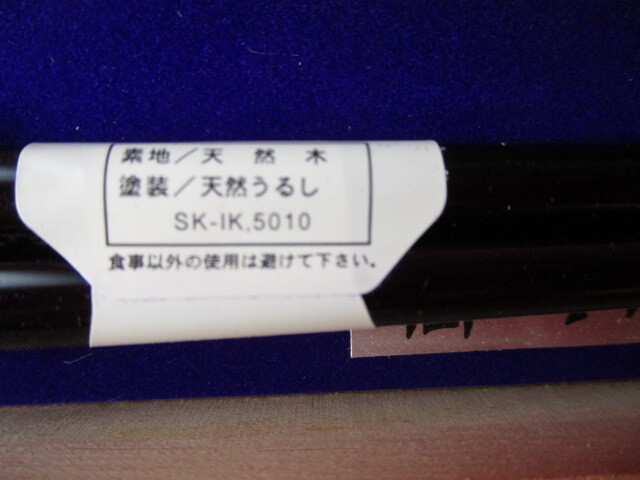 素地／天然木
塗装／天然うるし
SK-IK.5010
食事以外の使用は避けて下さい。